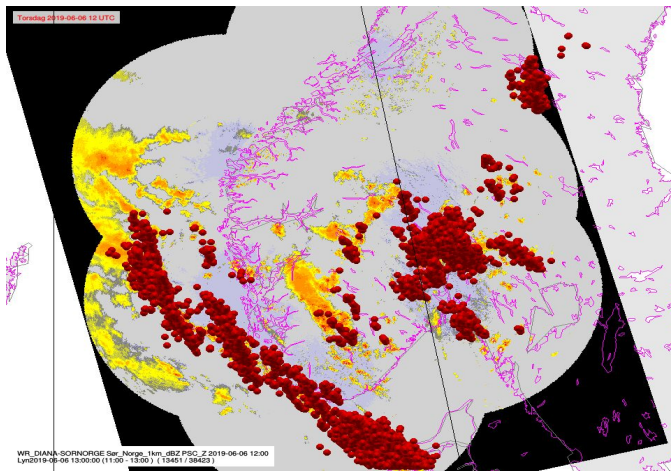 Torsdag 2019-06-06 12 UTC
WR_DIANA-SORNORGE Sør_Norge_1km_dBZ PSC_Z 2019-06-06 12:00
Lyn2019-06-06 13:00:00 (11:00 - 13:00 ) ( 13451 / 38423 )